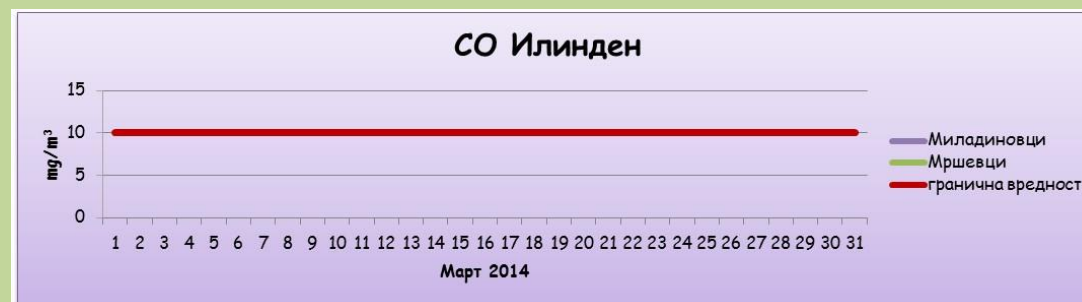 CO Илинден
15
10
5
0
mg/m³
1 2 3 4 5 6 7 8 9 10 11 12 13 14 15 16 17 18 19 20 21 22 23 24 25 26 27 28 29 30 31
Март 2014
Миладиновци
Мршевци
гранична вредност